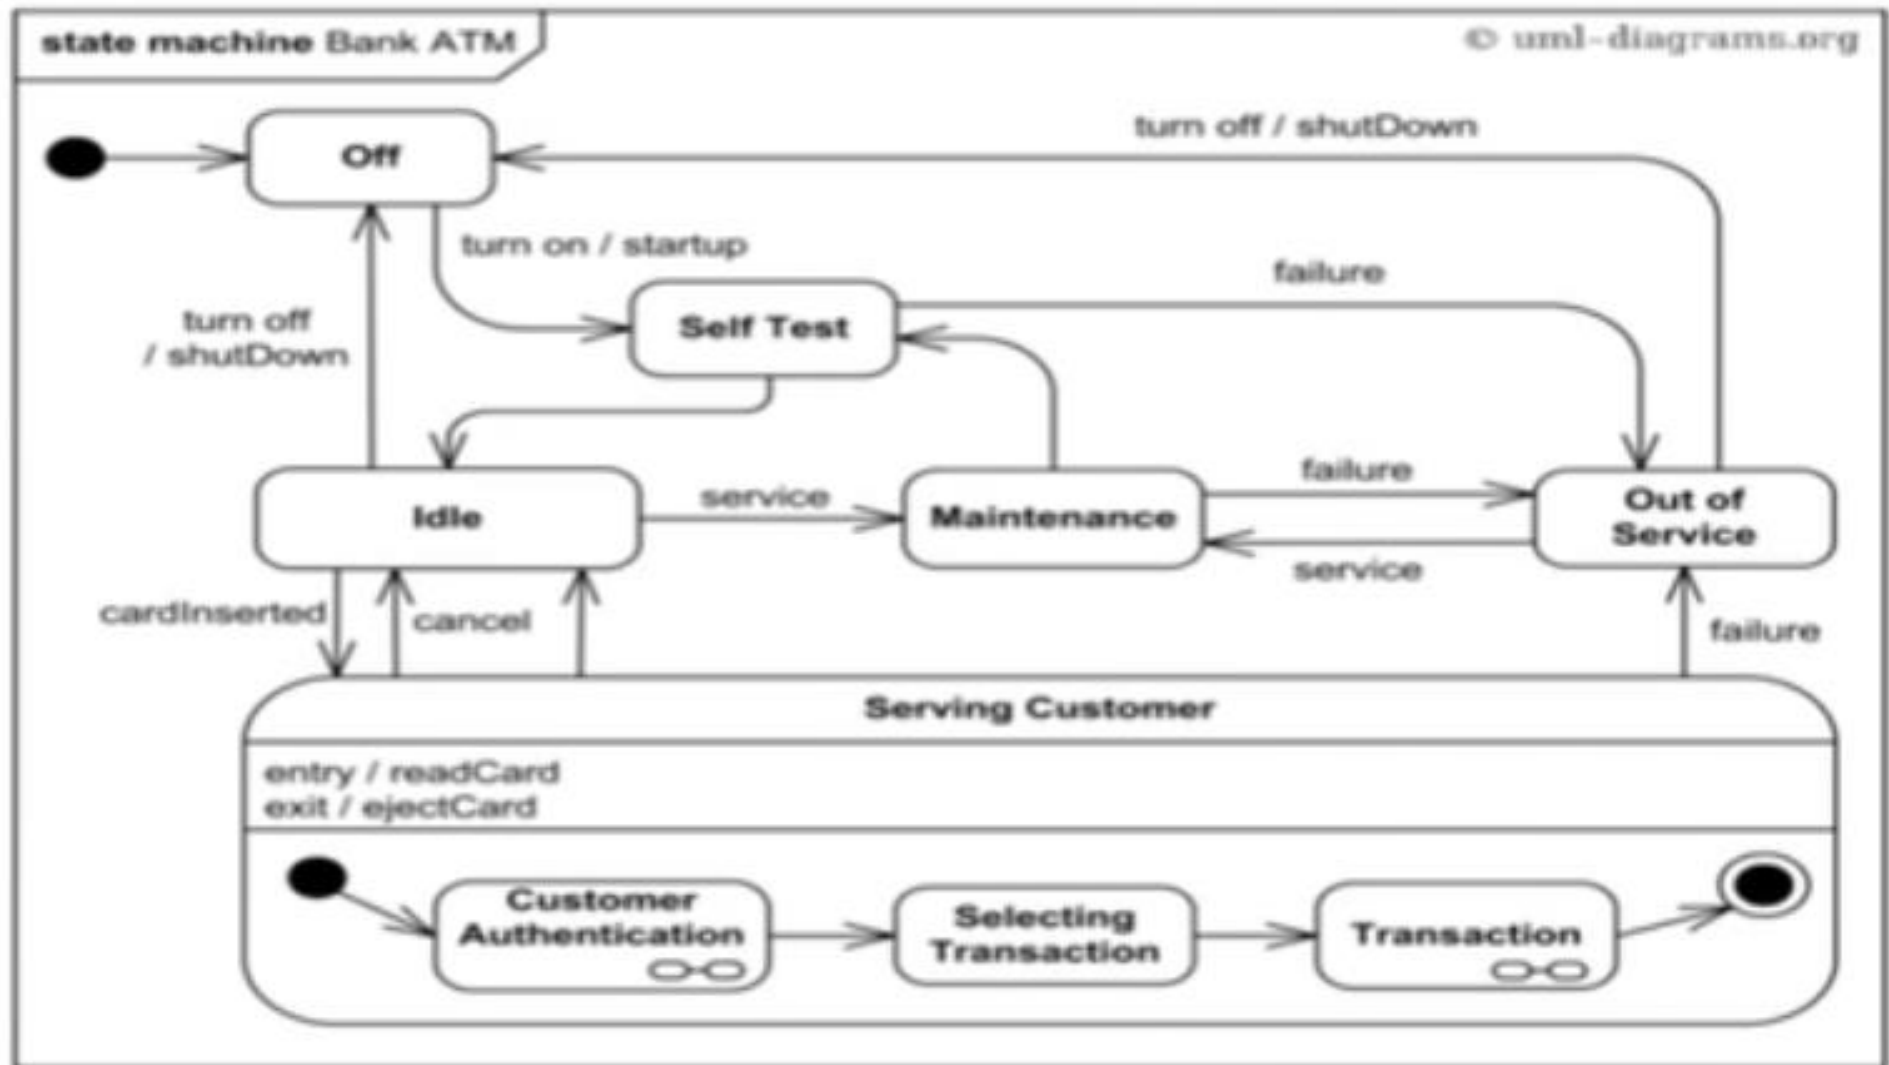 state machine Bank ATM
© uml-diagrams.org
turn off / shutDown
Off
turn on / startup
failure
turn off
/ shutDown
Self Test
Idle
service
Maintenance
failure
service
Out of
Service
cardInserted
cancel
failure
Serving Customer
entry / readCard
exit / ejectCard
Customer
Authentication
Selecting
Transaction
Transaction